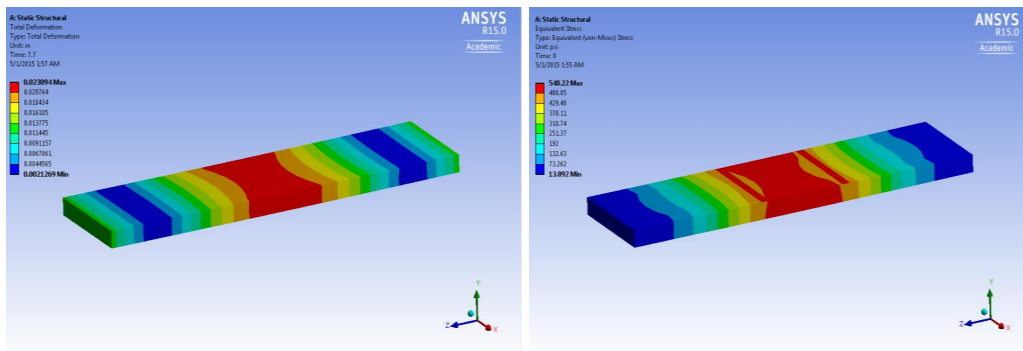 A: Static Structural
Total Deformation
Type: Total Deformation
Unit: in
Time: 7.7
5/1/2015 1:57 AM
0.023094 Max
0.020764
0.018434
0.016105
0.013775
0.011445
0.0091157
0.0067861
0.0044565
0.0021269 Min
ANSYS
R15.0
Academic
Y
Z
X
A: Static Structural
Equivalent Stress
Type: Equivalent (von-Mises) Stress
Unit: psi
Time: 8
5/1/2015 1:55 AM
548.22 Max
488.85
429.48
370.11
310.74
251.37
192
132.63
73.262
13.892 Min
ANSYS
R15.0
Academic
Y
Z
X